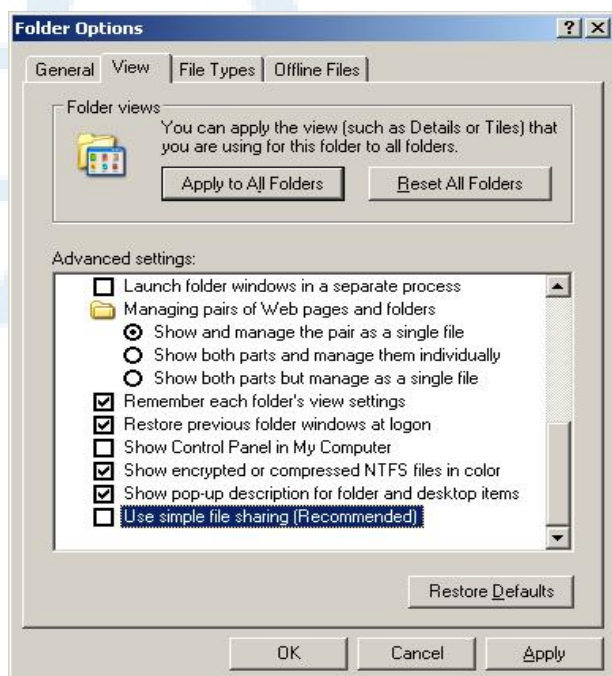 Folder Options
General
View
File Types
Offline Files
Folder views
You can apply the view (such as Details or Tiles) that
you are using for this folder to all folders.
Apply to All Folders
Reset All Folders
Advanced settings:
Launch folder windows in a separate process
Managing pairs of Web pages and folders
Show and manage the pair as a single file
Show both parts and manage them individually
Show both parts but manage as a single file
Remember each folder's view settings
Restore previous folder windows at logon
Show Control Panel in My Computer
Show encrypted or compressed NTFS files in color
Show pop-up description for folder and desktop items
Use simple file sharing (Recommended)
Restore Defaults
OK
Cancel
Apply